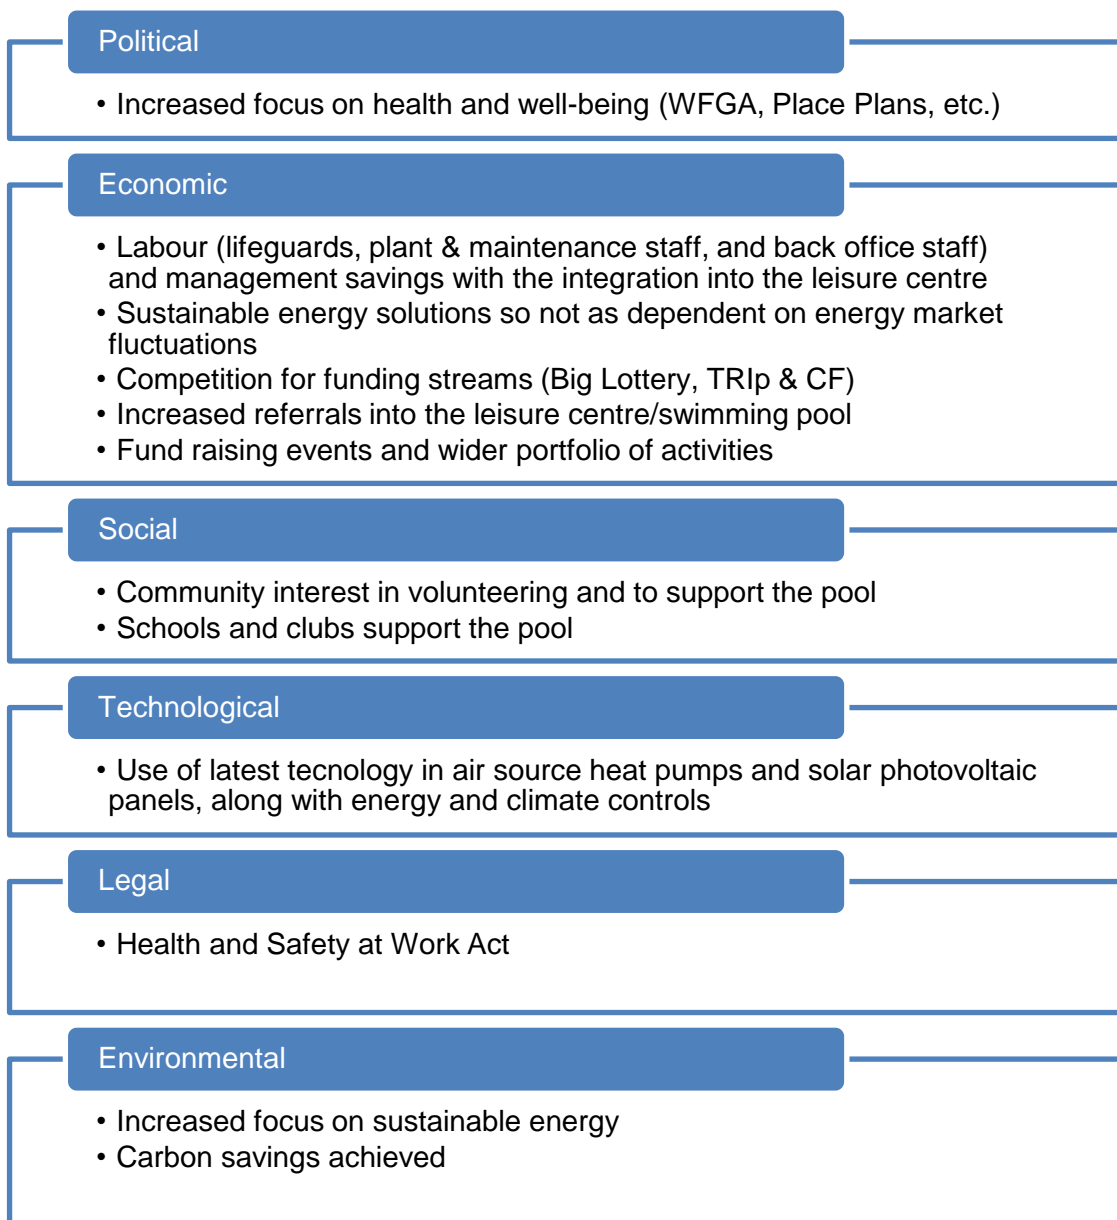 Political
• Increased focus on health and well-being (WFGA, Place Plans, etc.)
Economic
• Labour (lifeguards, plant & maintenance staff, and back office staff)
and management savings with the integration into the leisure centre
• Sustainable energy solutions so not as dependent on energy market
fluctuations
• Competition for funding streams (Big Lottery, TRIp & CF)
• Increased referrals into the leisure centre/swimming pool
• Fund raising events and wider portfolio of activities
Social
• Community interest in volunteering and to support the pool
• Schools and clubs support the pool
Technological
• Use of latest tecnology in air source heat pumps and solar photovoltaic
panels, along with energy and climate controls
Legal
• Health and Safety at Work Act
Environmental
• Increased focus on sustainable energy
• Carbon savings achieved